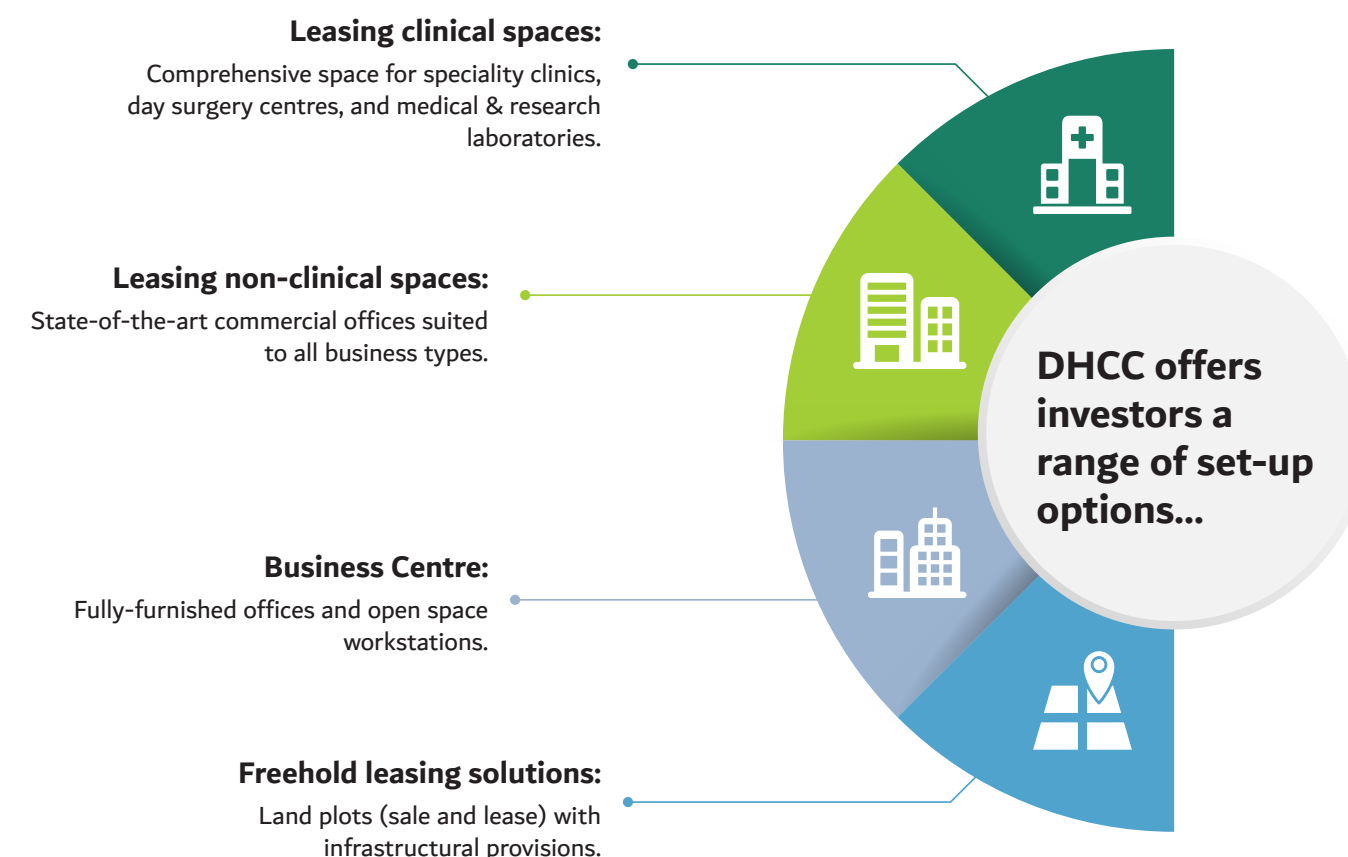 Leasing clinical spaces:
Comprehensive space for speciality clinics,
day surgery centres, and medical & research
laboratories.
Leasing non-clinical spaces:
State-of-the-art commercial offices suited
to all business types.
Business Centre:
Fully-furnished offices and open space
workstations.
Freehold leasing solutions:
Land plots (sale and lease) with
infrastructural provisions.
DHCC offers
investors a
range of set-up
options...